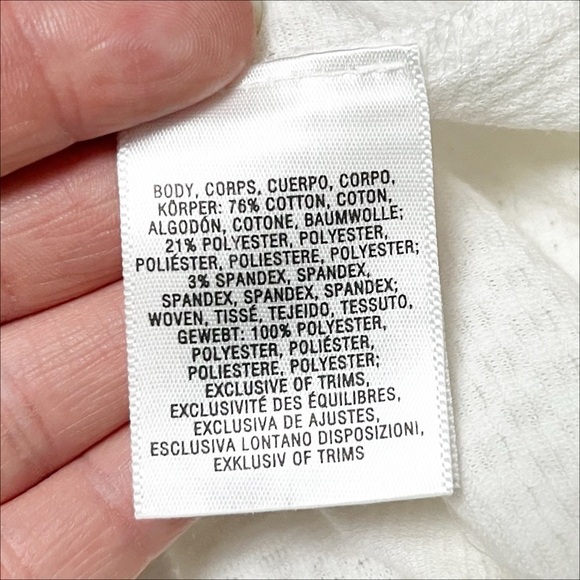 BODY, CORPS, CUERPO, CORPO,
KÖRPER: 76% COTTON, COTON,
ALGODÓN, COTONE, BAUMWOLLE;
21% POLYESTER, POLYESTER,
POLIÉSTER, POLIESTERE, POLYESTER;
3% SPANDEX, SPANDEX,
SPANDEX, SPANDEX, SPANDEX;
WOVEN, TISSÉ, TEJEIDO, TESSUTO,
GEWEBT: 100% POLYESTER,
POLYESTER, POLIÉSTER,
POLIESTERE, POLYESTER;
EXCLUSIVE OF TRIMS,
EXCLUSIVITÉ DES ÉQUILIBRES,
EXCLUSIVA DE AJUSTES,
ESCLUSIVA LONTANO DISPOSIZIONI,
EXKLUSIV OF TRIMS